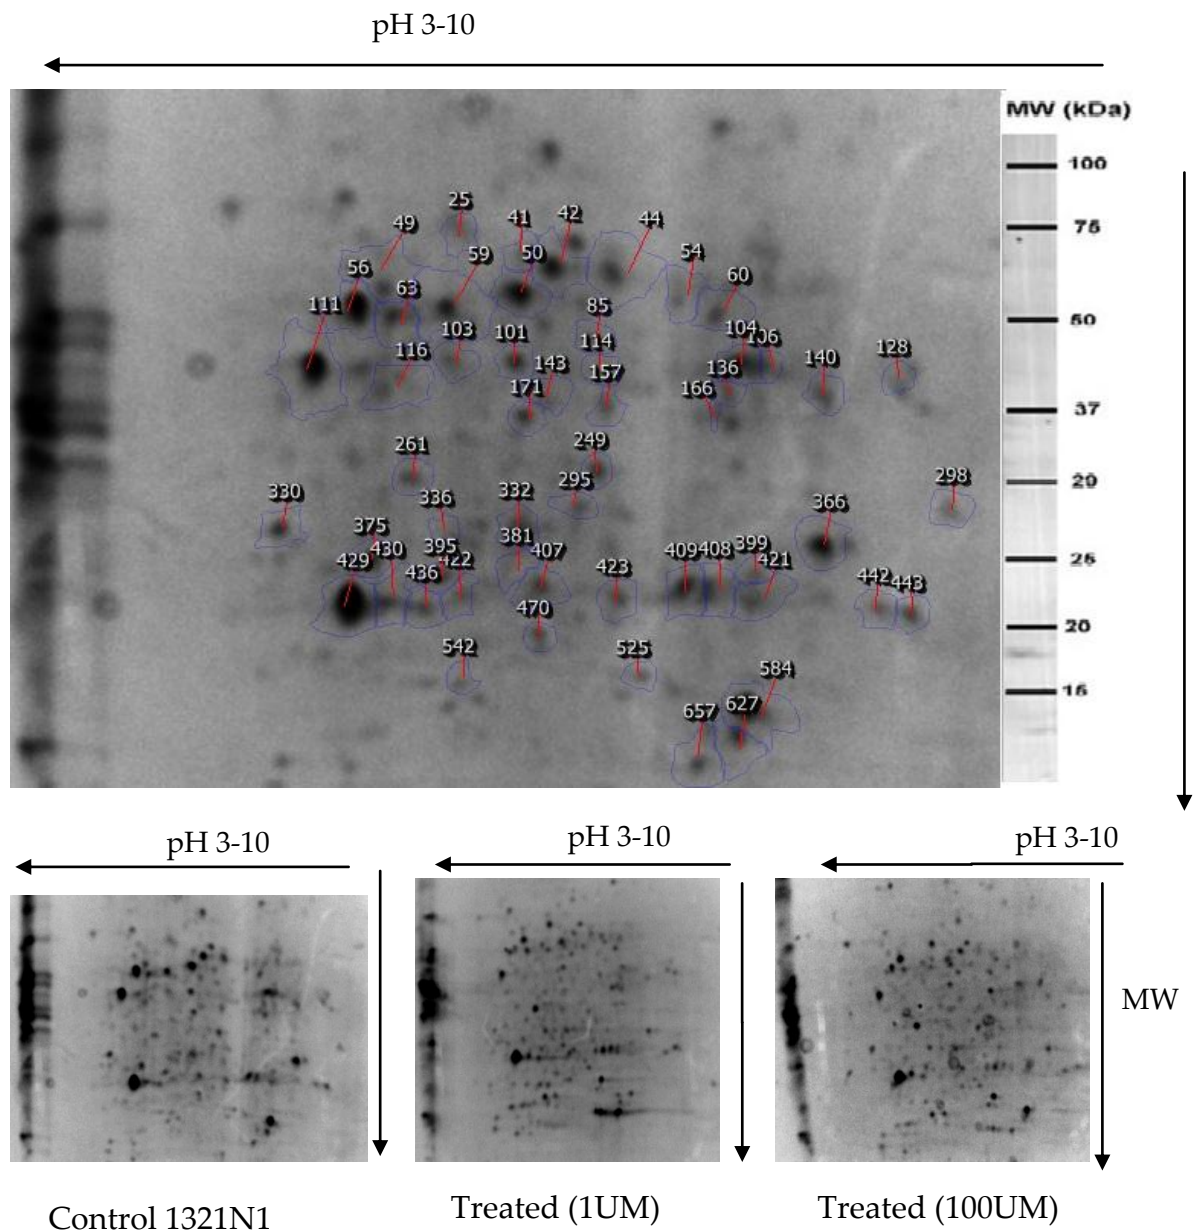 pH 3-10
MW (kDa)
100
25
49 41 42 44
75
56 59 50 54 60
111 63 85
50
116 103 101 143 114 104 106 140 128
171 157 166 136
37
261 249
330 336 332 295 366 298
29
375 381
429 430 395 422 407 423 409 408 399 421
25
436 442 443
470
20
542 525 584
15
657 627
pH 3-10 pH 3-10 pH 3-10
MW
Control 1321N1 Treated (1UM) Treated (100UM)